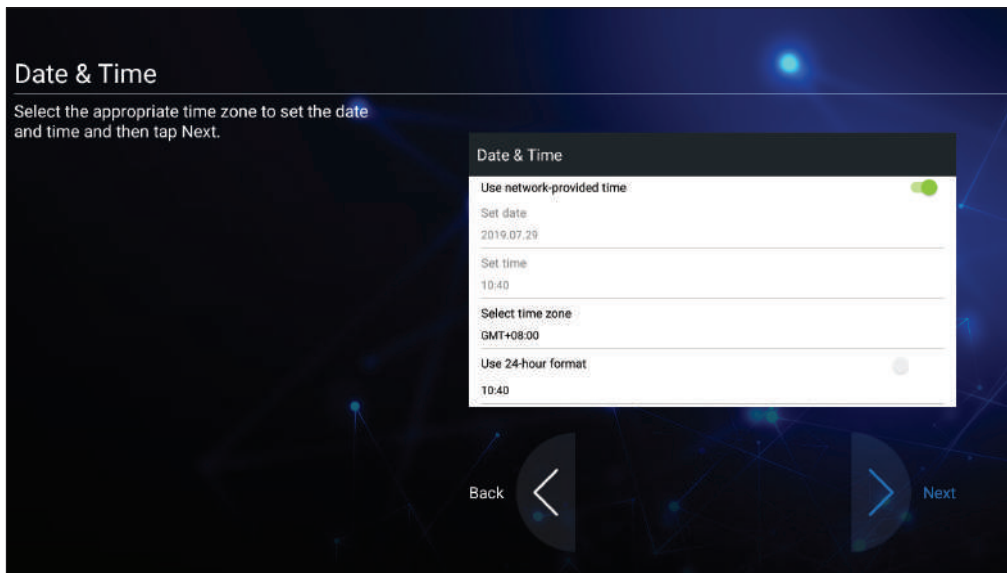 Date & Time
Select the appropriate time zone to set the date
and time and then tap Next.
Date & Time
Use network-provided time
Set date
2019.07.29
Set time
10:40
Select time zone
GMT+08:00
Use 24-hour format
10:40
Back
Next